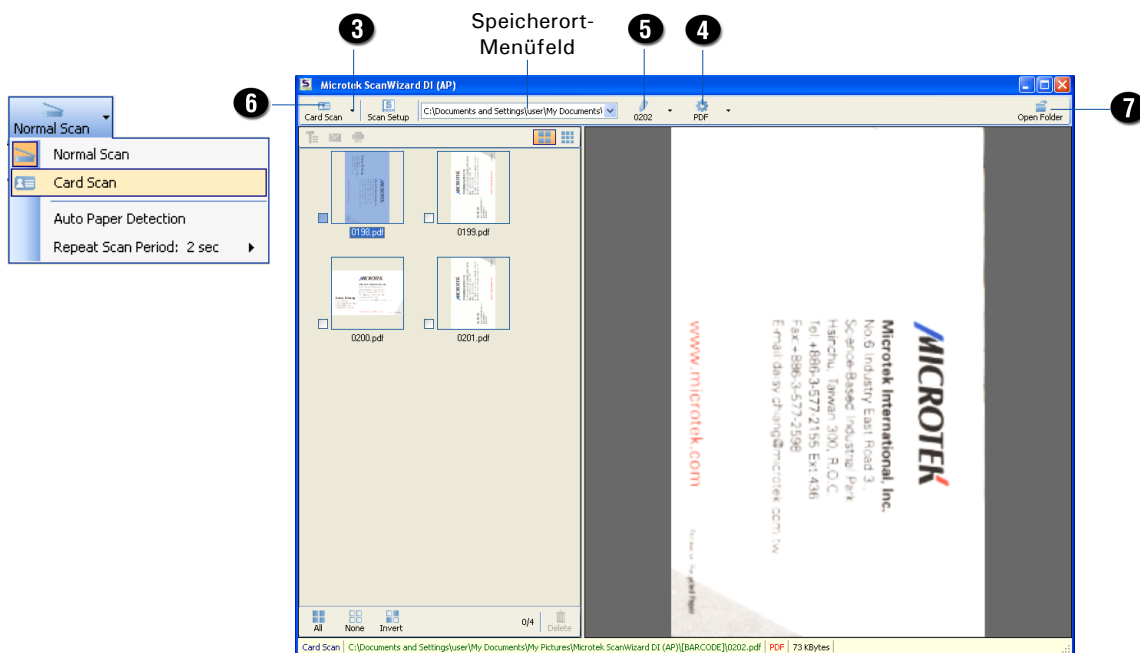 Speicherort-
Menüfeld
3
5
4
6
7
Normal Scan
Normal Scan
Card Scan
Auto Paper Detection
Repeat Scan Period: 2 sec
Microtek ScanWizard DI (AP)
Card Scan
Scan Setup
C:\Documents and Settings\user\My Documents\
0202
PDF
Open Folder
0198.pdf
0199.pdf
0200.pdf
0201.pdf
MICROTEK
Microtek International, Inc.
No.6 Industry East Road 3.
Science-Based Industrial Park
Hsinchu, Taiwan 300, R.O.C.
Tel:+886-3-577-2155 Ext.436
Fax:+886-3-577-2598
E-mail:daisy chiang@microtek.com.tw
www.microtek.com
Recycled Paper
All
None
Invert
0/4
Delete
Card Scan
C:\Documents and Settings\user\My Documents\My Pictures\Microtek ScanWizard DI (AP)\[BARCODE]\0202.pdf
PDF
73 KBytes